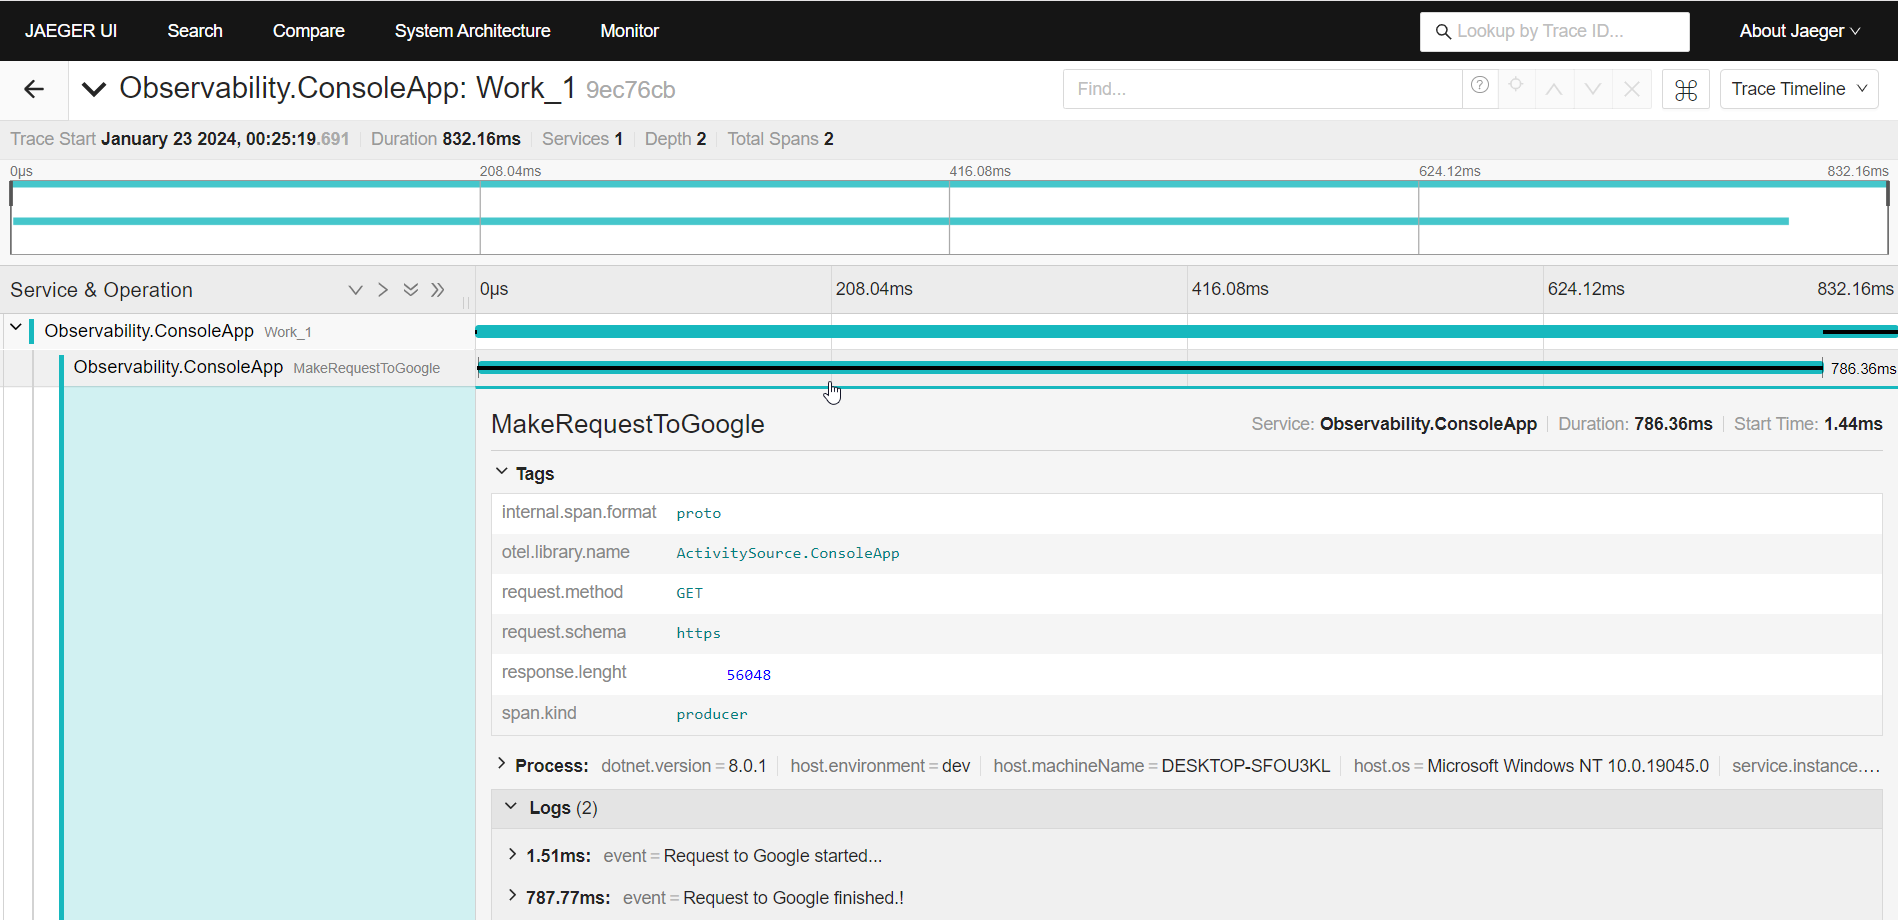 JAEGER UI Search Compare System Architecture Monitor Lookup by Trace ID... About Jaeger
Observability.ConsoleApp: Work_1 9ec76cb Find... Trace Timeline
Trace Start January 23 2024, 00:25:19.691 Duration 832.16ms Services 1 Depth 2 Total Spans 2
0μs 208.04ms 416.08ms 624.12ms 832.16ms
Service & Operation 0μs 208.04ms 416.08ms 624.12ms 832.16ms
Observability.ConsoleApp Work_1
Observability.ConsoleApp MakeRequestToGoogle 786.36ms
MakeRequestToGoogle Service: Observability.ConsoleApp Duration: 786.36ms Start Time: 1.44ms
Tags
internal.span.format proto
otel.library.name ActivitySource.ConsoleApp
request.method GET
request.schema https
response.lenght 56048
span.kind producer
Process: dotnet.version = 8.0.1 host.environment = dev host.machineName = DESKTOP-SFOU3KL host.os = Microsoft Windows NT 10.0.19045.0 service.instance....
Logs (2)
1.51ms: event = Request to Google started...
787.77ms: event = Request to Google finished.!